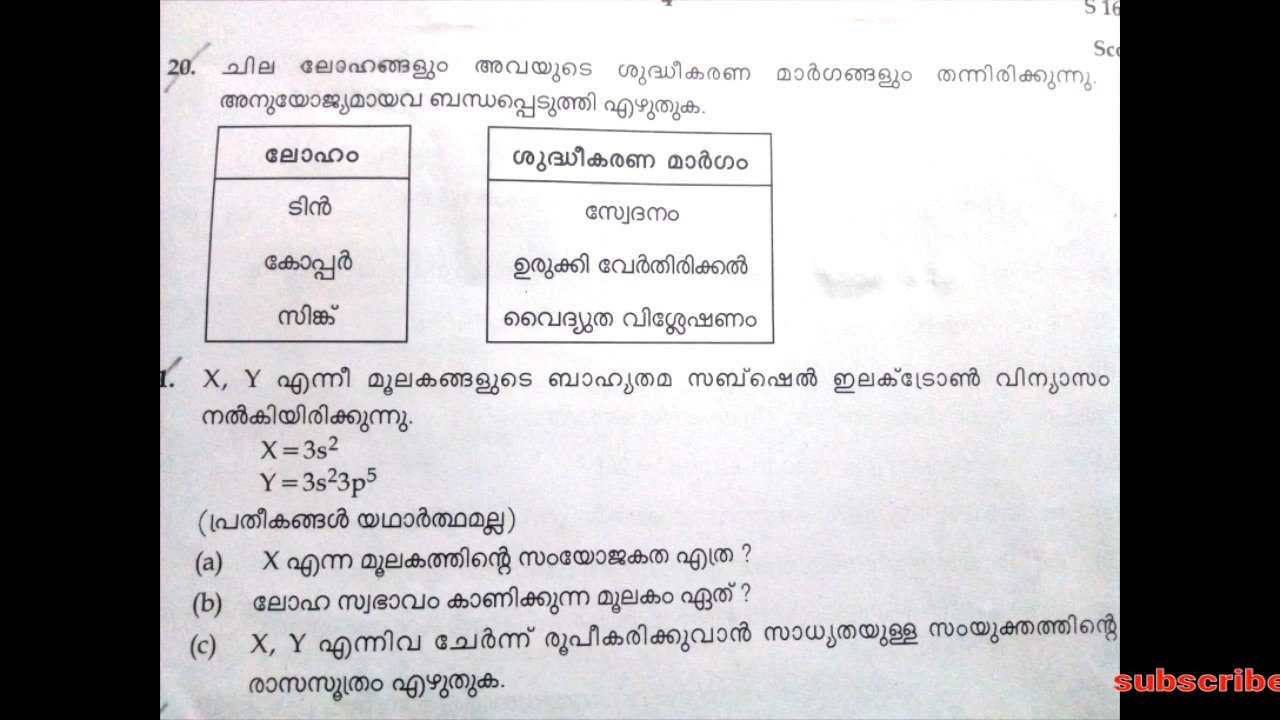 S 16
20. ചില ലോഹങ്ങളും അവയുടെ ശുദ്ധീകരണ മാർഗങ്ങളും തന്നിരിക്കുന്നു.
അനുയോജ്യമായവ ബന്ധപ്പെടുത്തി എഴുതുക.
ലോഹം ശുദ്ധീകരണ മാർഗം
ടിൻ സ്വേദനം
കോപ്പർ ഉരുക്കി വേർതിരിക്കൽ
സിങ്ക് വൈദ്യുത വിശ്ലേഷണം
1. X, Y എന്നീ മൂലകങ്ങളുടെ ബാഹ്യതമ സബ്ഷെൽ ഇലക്ട്രോൺ വിന്യാസം
നൽകിയിരിക്കുന്നു.
X = 3s²
Y = 3s²3p⁵
(പ്രതീകങ്ങൾ യഥാർത്ഥമല്ല)
(a) X എന്ന മൂലകത്തിന്റെ സംയോജകത എത്ര ?
(b) ലോഹ സ്വഭാവം കാണിക്കുന്ന മൂലകം ഏത് ?
(c) X, Y എന്നിവ ചേർന്ന് രൂപീകരിക്കുവാൻ സാധ്യതയുള്ള സംയുക്തത്തിന്റെ
രാസസൂത്രം എഴുതുക.
subscribe